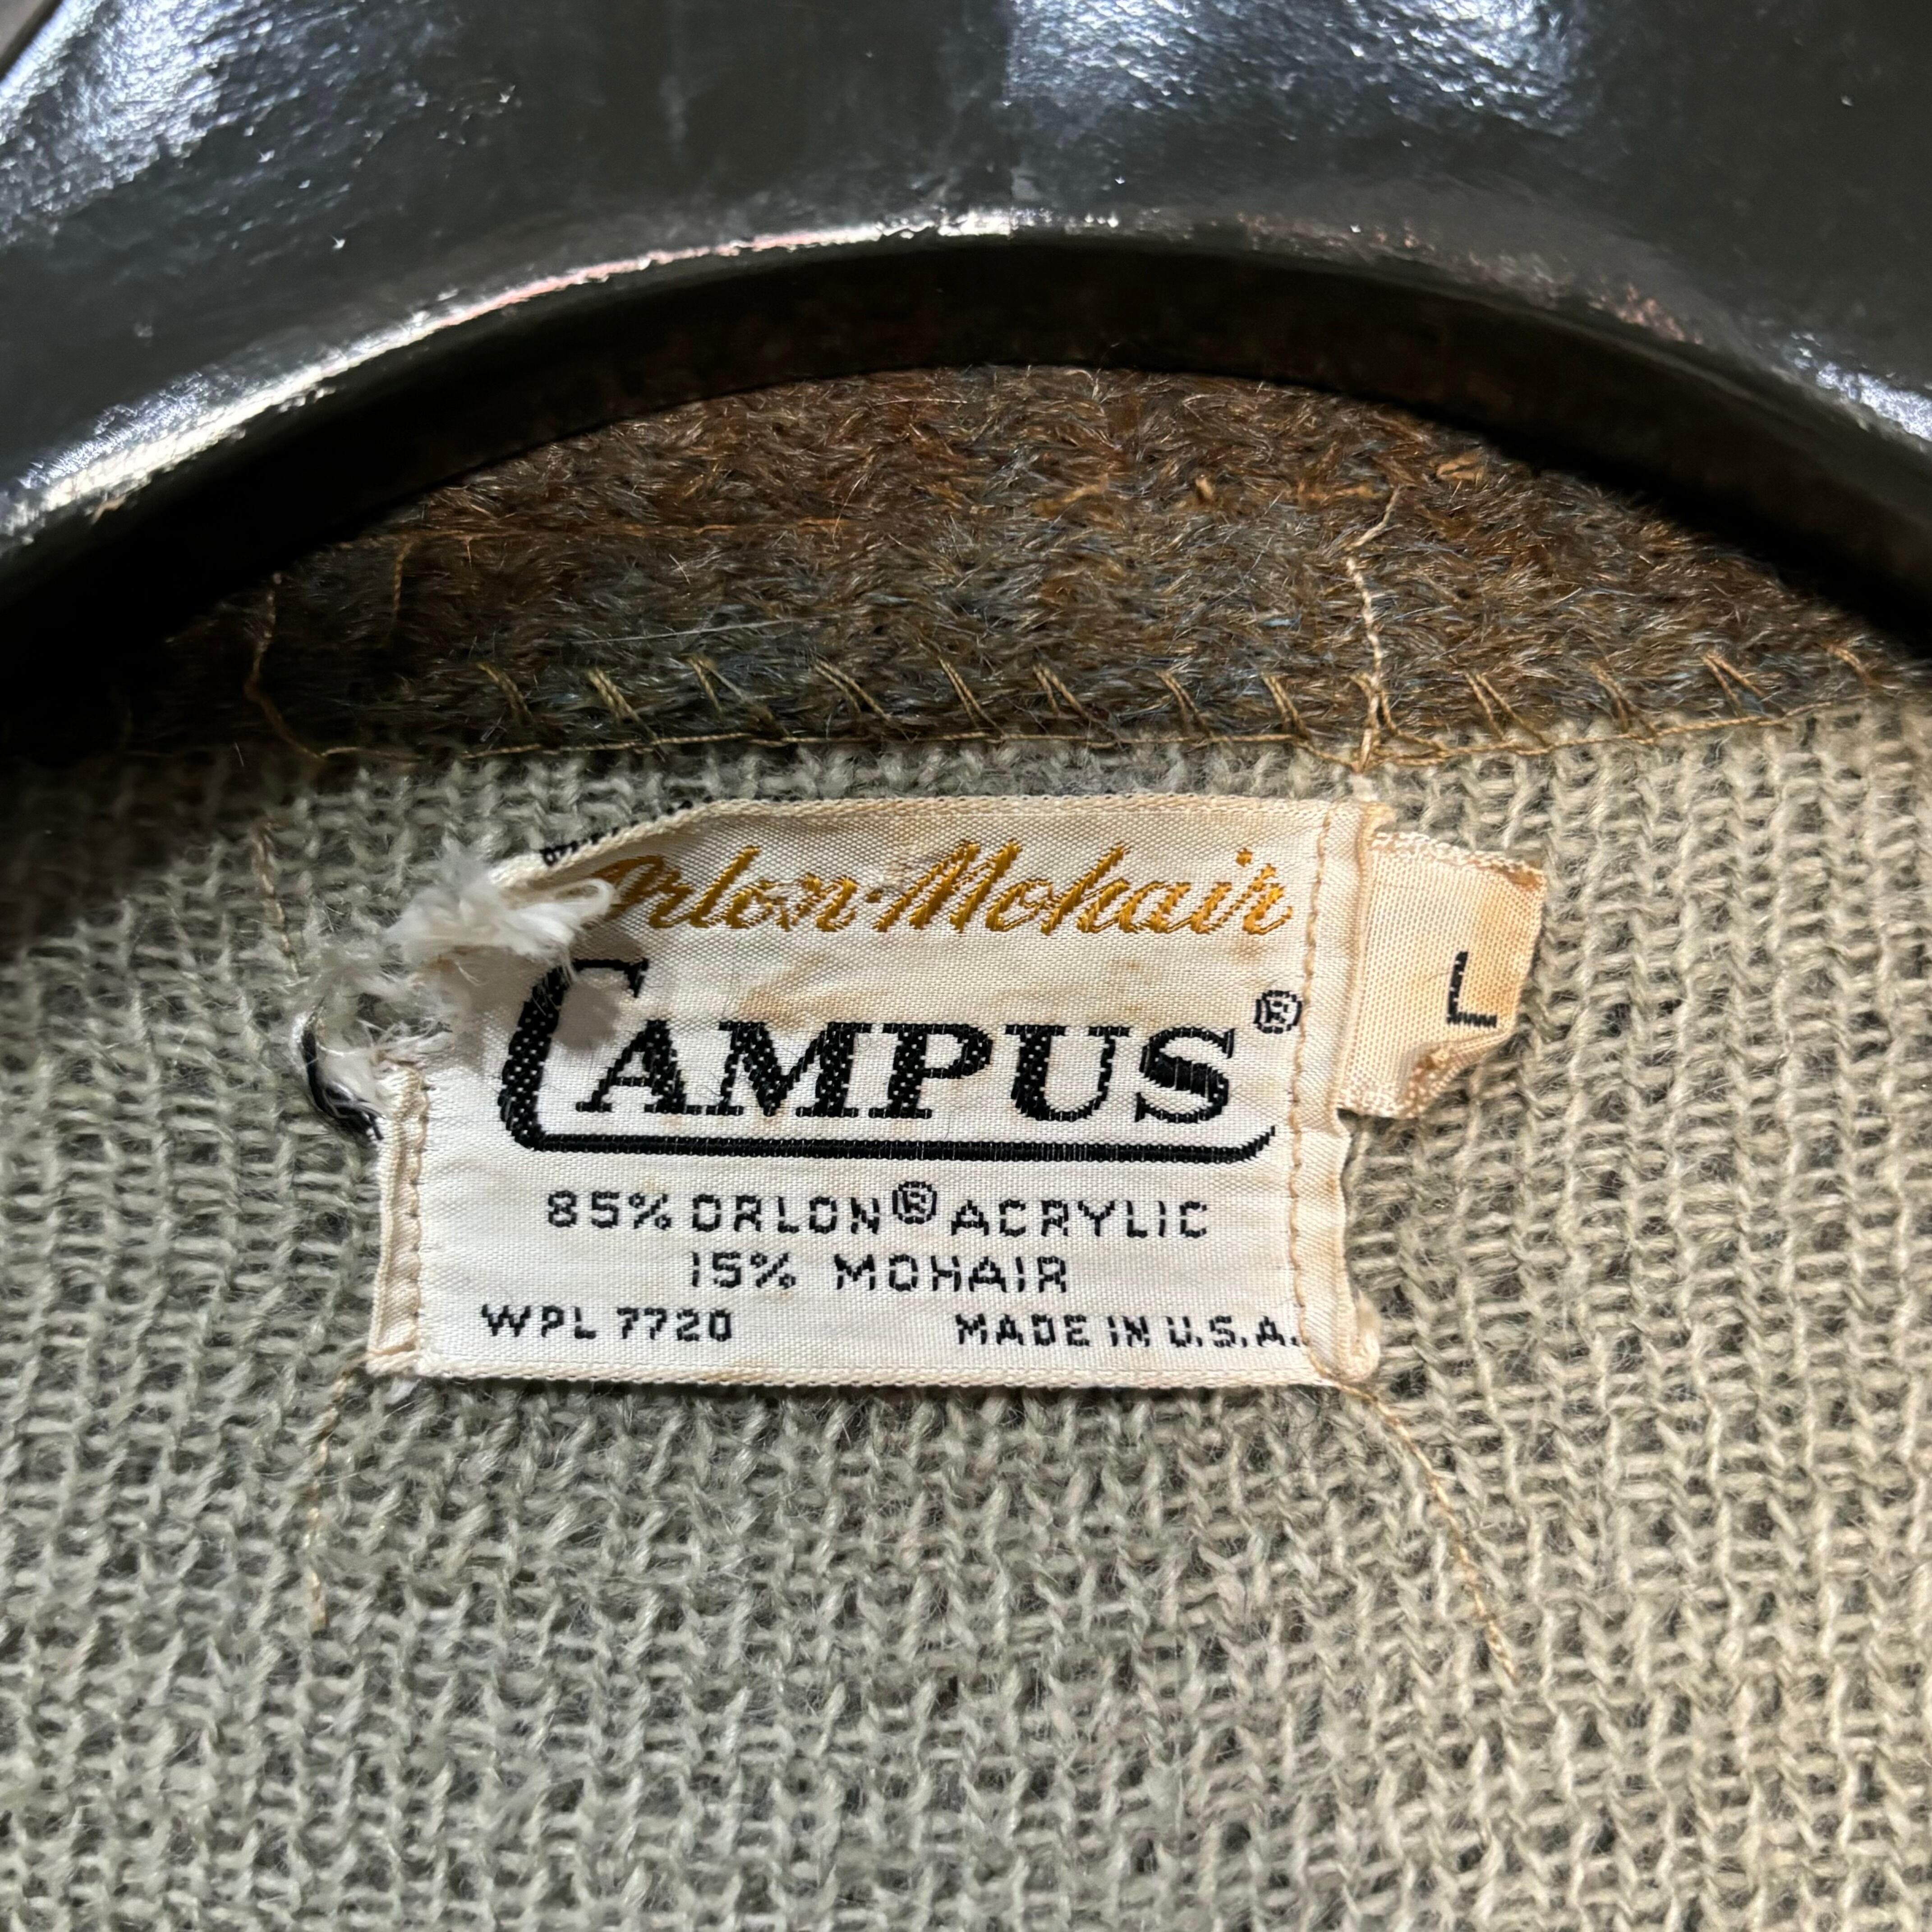 Orlon-Mohair
CAMPUS®
L
85% ORLON® ACRYLIC
15% MOHAIR
WPL 7720 MADE IN U.S.A.